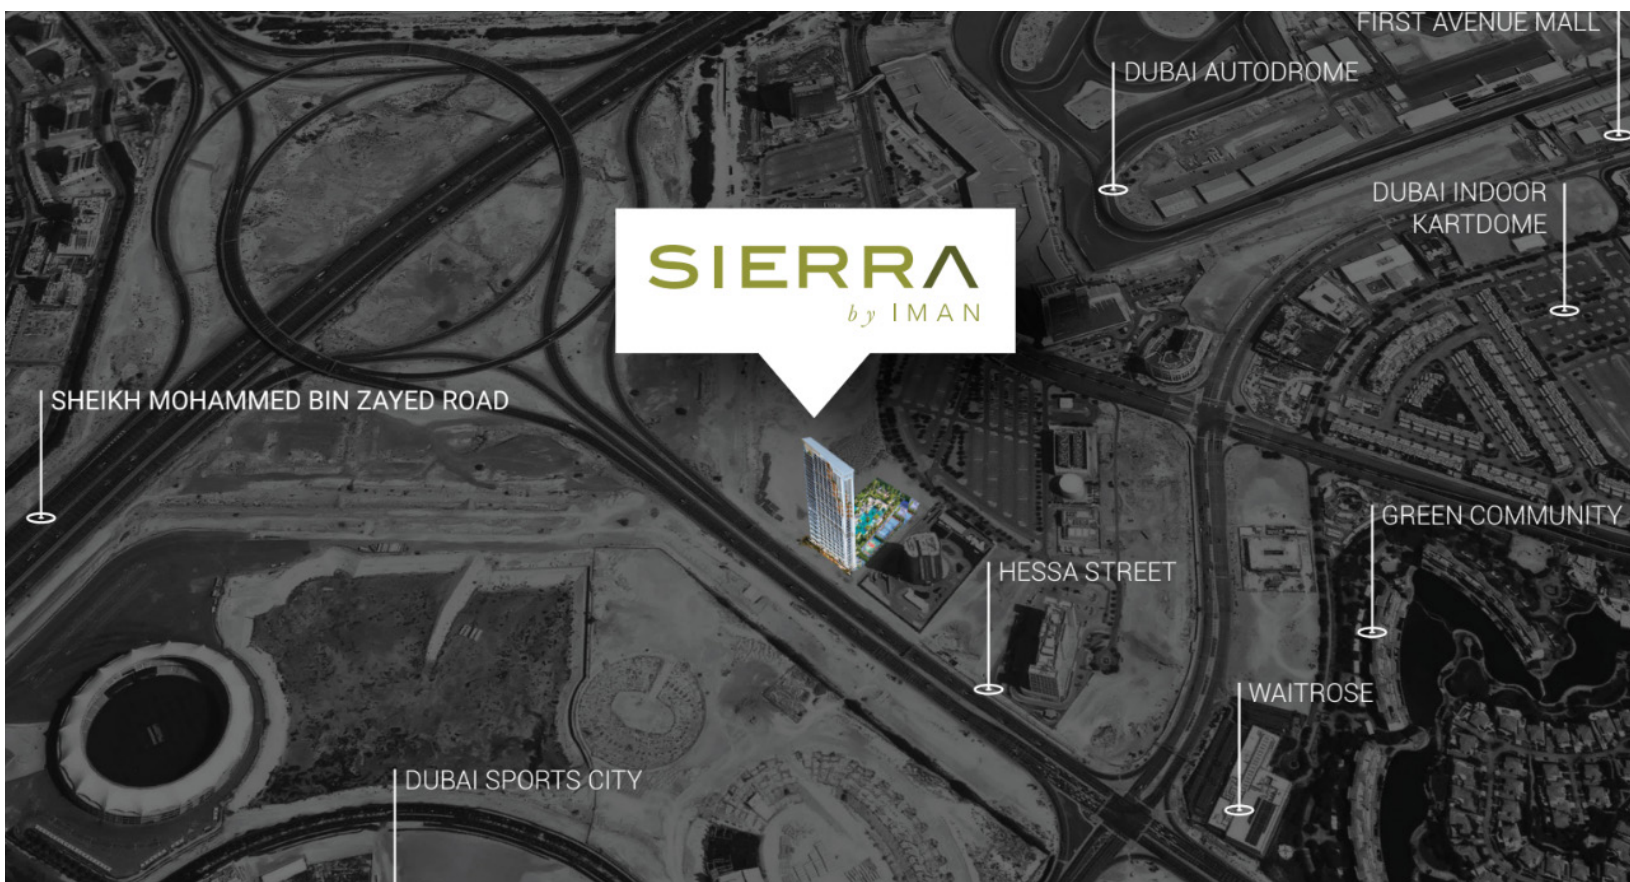 FIRST AVENUE MALL
DUBAI AUTODROME
DUBAI INDOOR
KARTDOME
SIERRA
by IMAN
SHEIKH MOHAMMED BIN ZAYED ROAD
GREEN COMMUNITY
HESSA STREET
WAITROSE
DUBAI SPORTS CITY